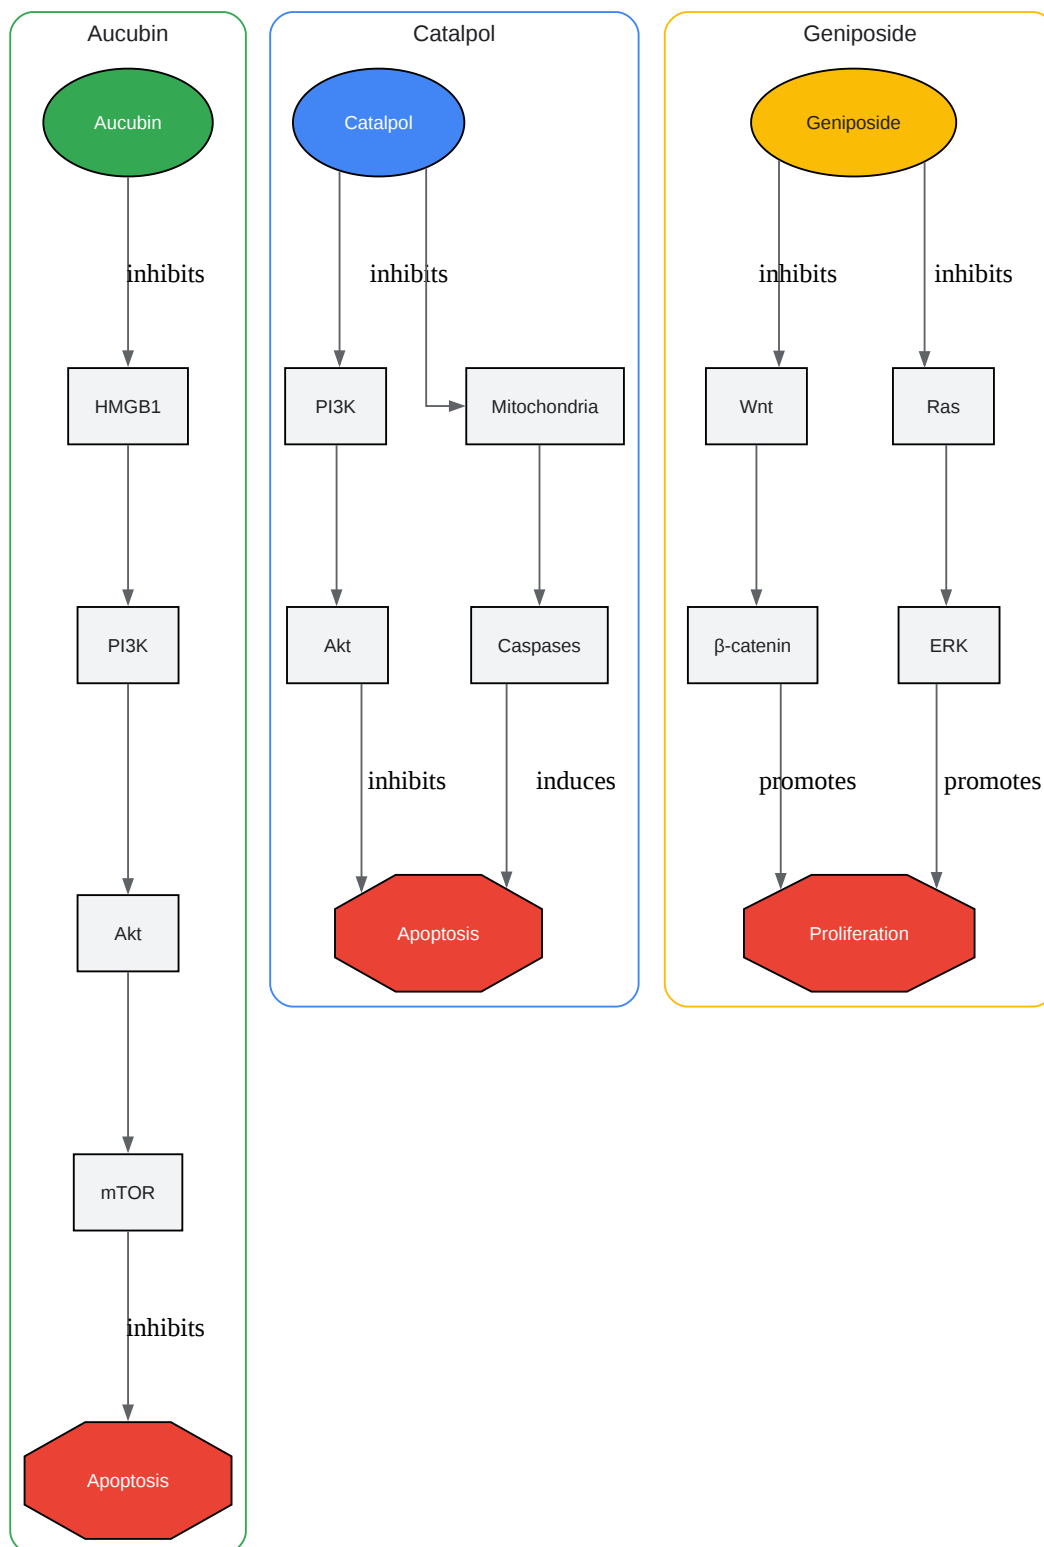 Aucubin
Aucubin
inhibits
HMGB1
PI3K
Akt
mTOR
inhibits
Apoptosis
Catalpol
Catalpol
inhibits
PI3K
Mitochondria
Akt
Caspases
inhibits
induces
Apoptosis
Geniposide
Geniposide
inhibits
inhibits
Wnt
Ras
β-catenin
ERK
promotes
promotes
Proliferation